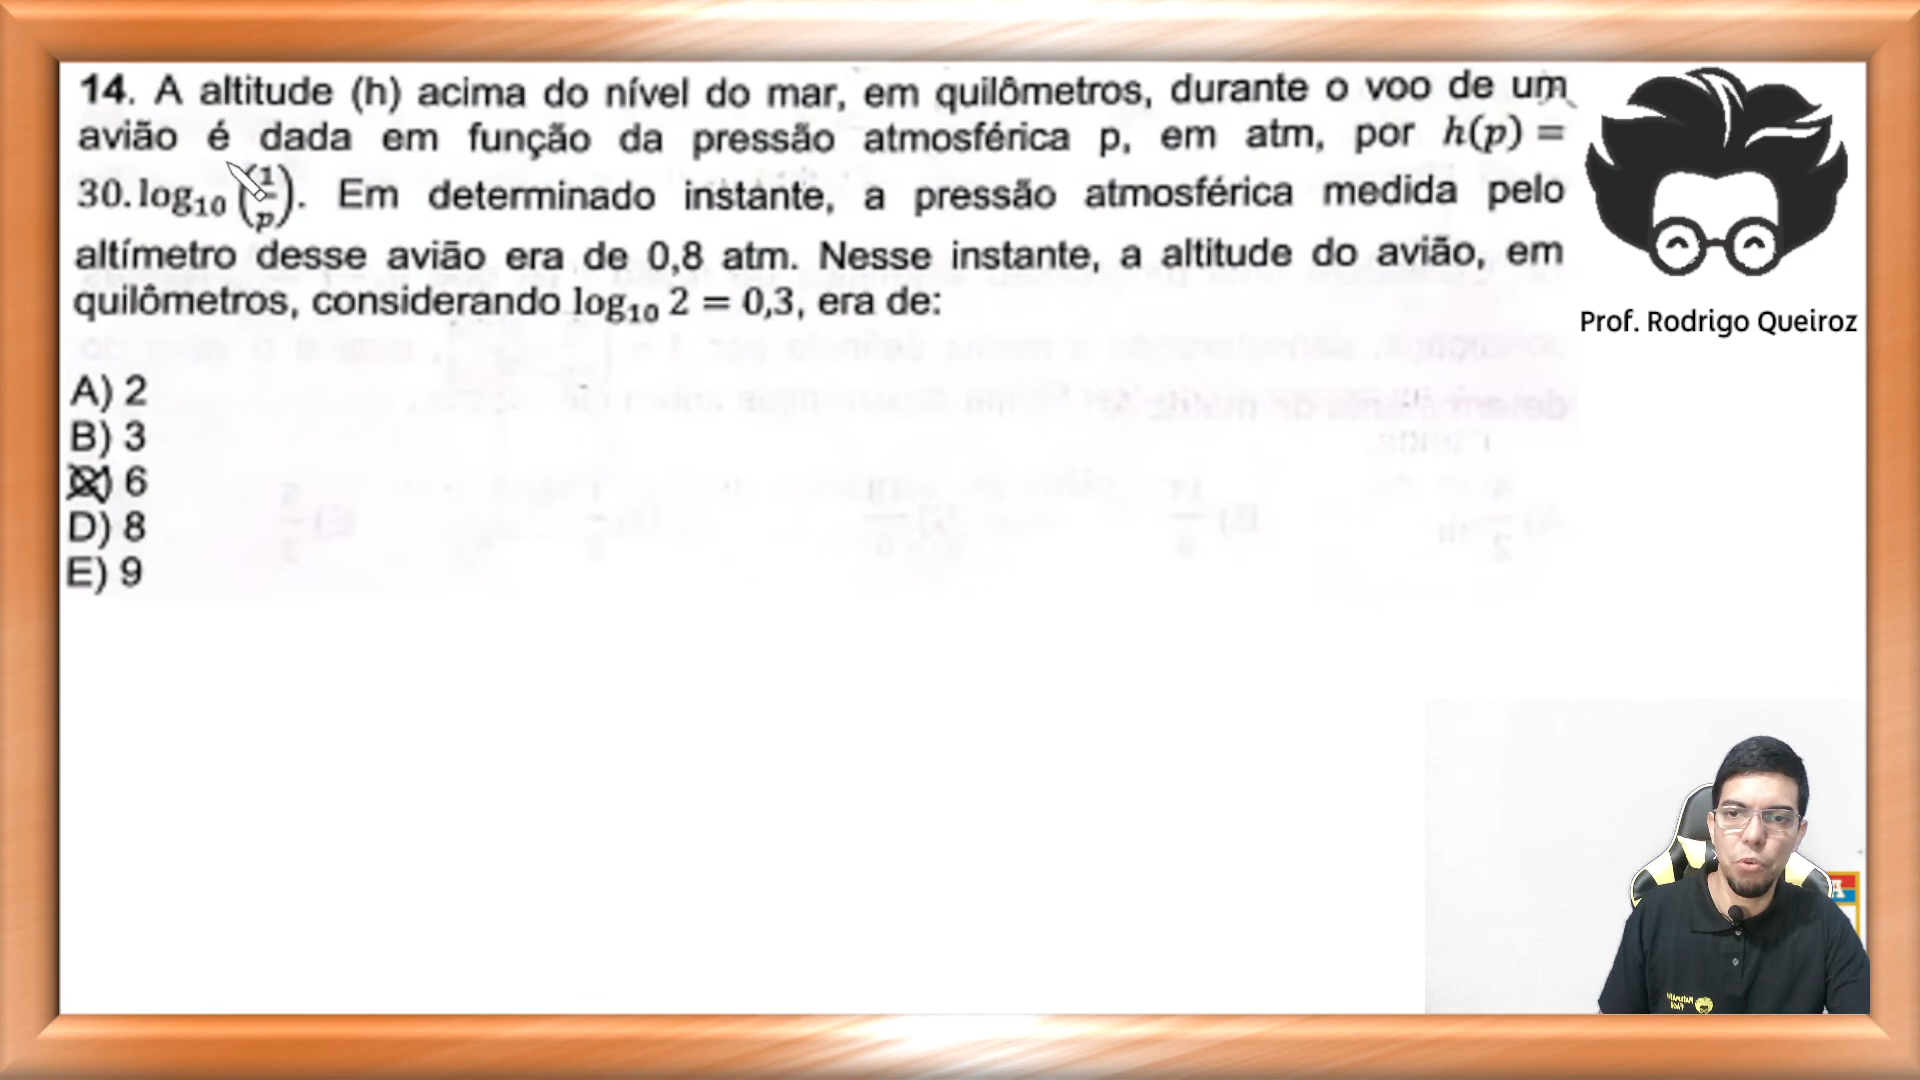 14. A altitude (h) acima do nível do mar, em quilômetros, durante o voo de um
avião é dada em função da pressão atmosférica p, em atm, por h(p) =
30.log₁₀ (1/p). Em determinado instante, a pressão atmosférica medida pelo
altímetro desse avião era de 0,8 atm. Nesse instante, a altitude do avião, em
quilômetros, considerando log₁₀ 2 = 0,3, era de:
Prof. Rodrigo Queiroz
A) 2
B) 3
C) 6
D) 8
E) 9